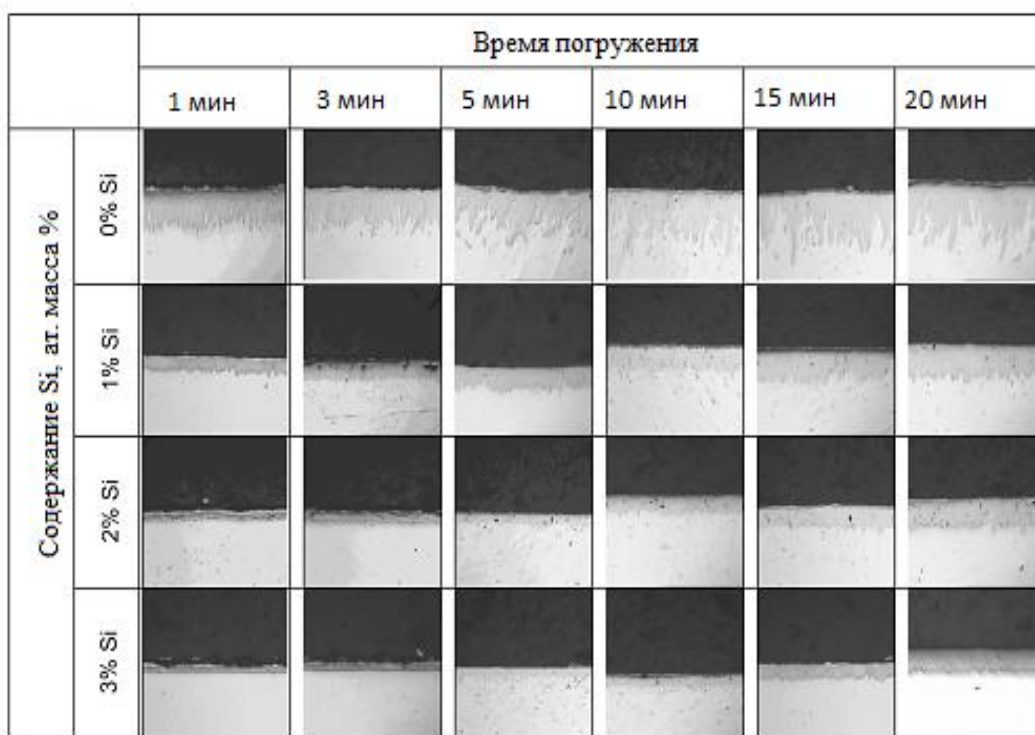 Время погружения
1 мин
3 мин
5 мин
10 мин
15 мин
20 мин
Содержание Si, ат. масса %
0% Si
1% Si
2% Si
3% Si